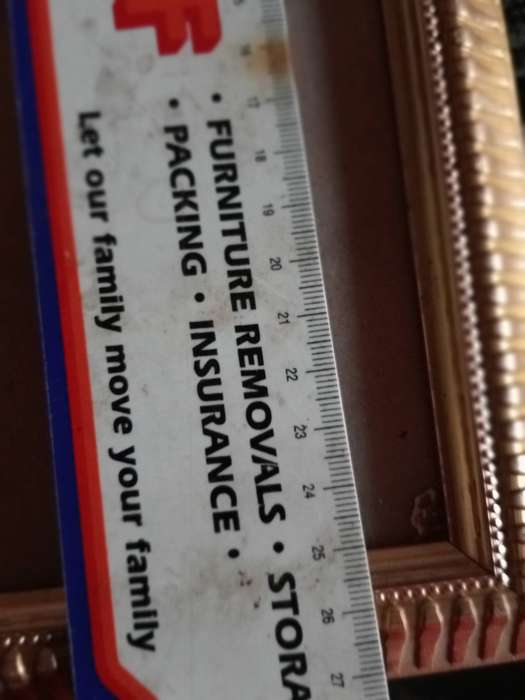 16 17 18 19 20 21 22 23 24 25 26 27
• FURNITURE REMOVALS • STORA
• PACKING • INSURANCE •
Let our family move your family